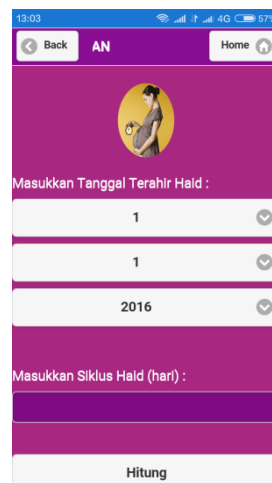 13:03 4G 57%
Back AN Home
Masukkan Tanggal Terahir Haid :
1
1
2016
Masukkan Siklus Haid (hari) :
Hitung